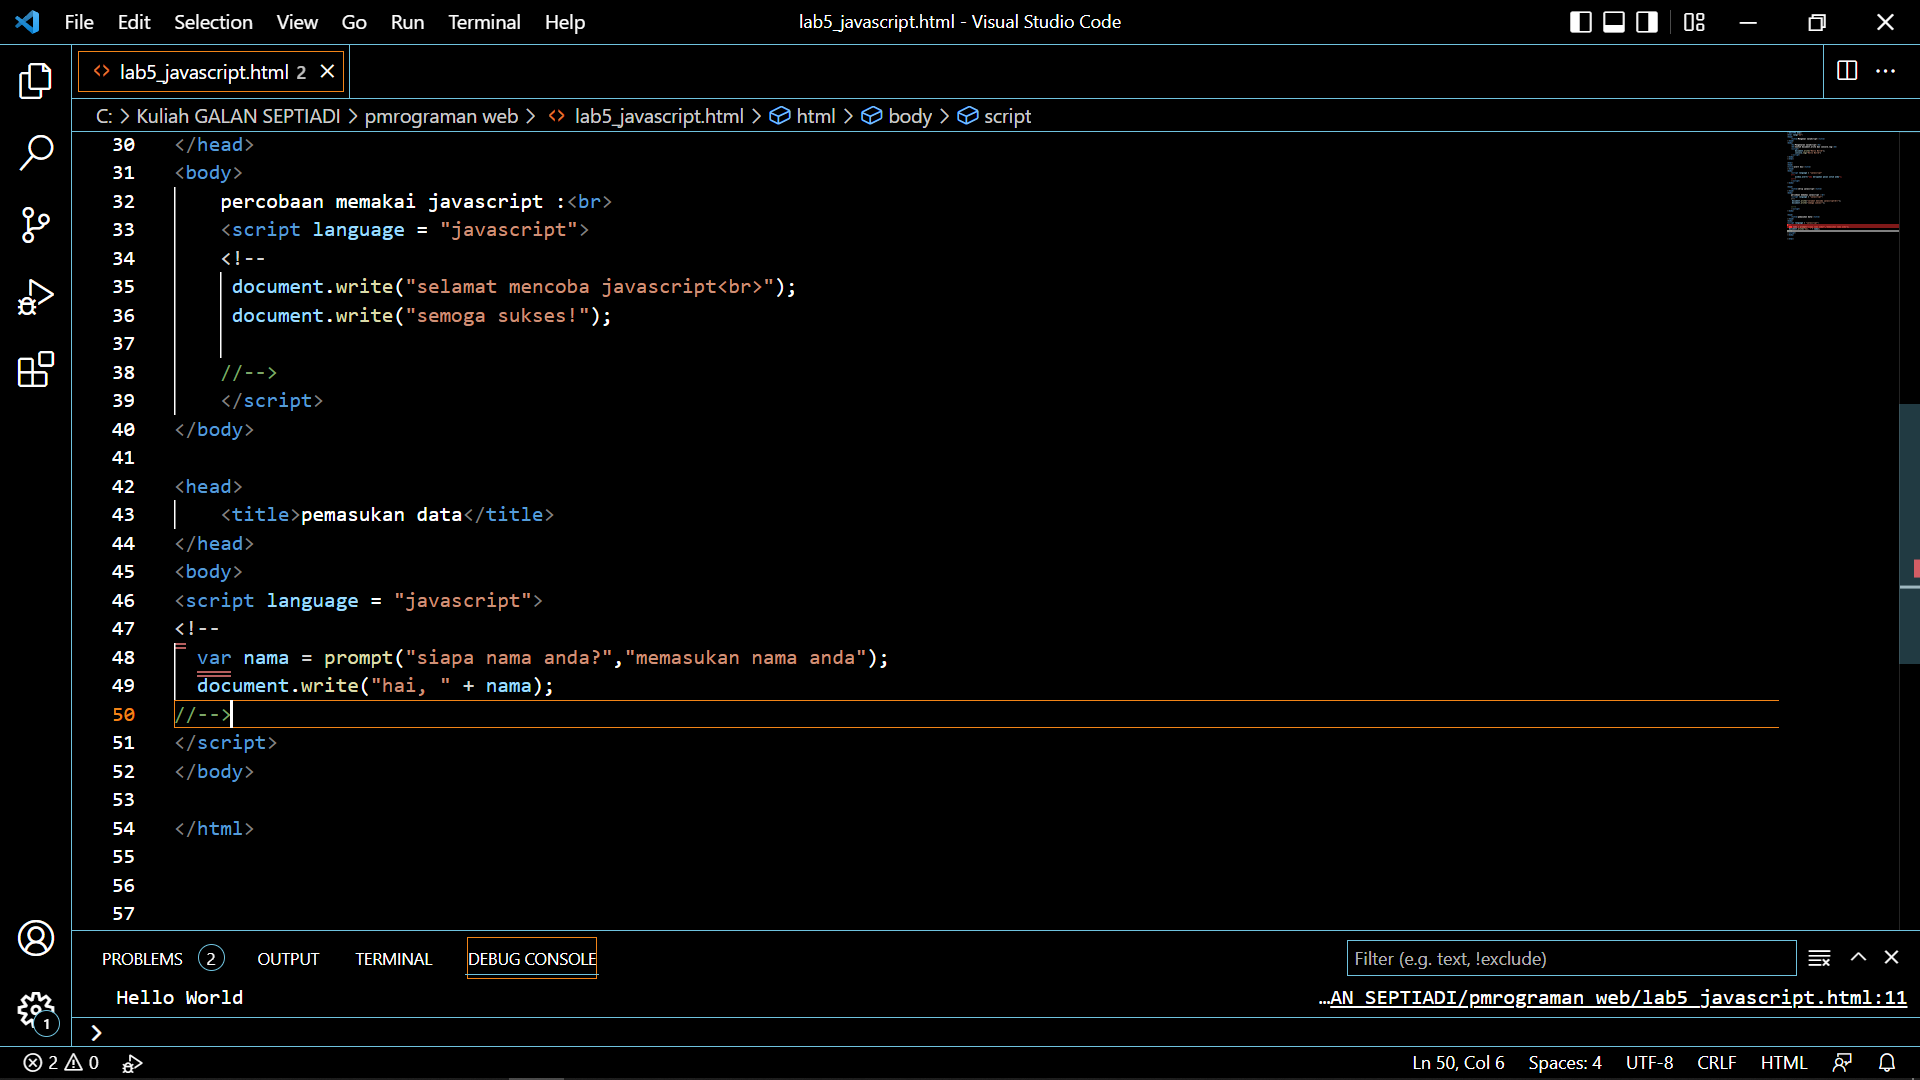 File Edit Selection View Go Run Terminal Help
lab5_javascript.html - Visual Studio Code
lab5_javascript.html 2
C: > Kuliah GALAN SEPTIADI > pmrograman web > lab5_javascript.html > html > body > script
30 </head>
31 <body>
32 percobaan memakai javascript :<br>
33 <script language = "javascript">
34 <!--
35 document.write("selamat mencoba javascript<br>");
36 document.write("semoga sukses!");
37
38 //-->
39 </script>
40 </body>
41
42 <head>
43 <title>pemasukan data</title>
44 </head>
45 <body>
46 <script language = "javascript">
47 <!--
48 var nama = prompt("siapa nama anda?","memasukan nama anda");
49 document.write("hai, " + nama);
50 //-->
51 </script>
52 </body>
53
54 </html>
55
56
57
PROBLEMS 2 OUTPUT TERMINAL DEBUG CONSOLE
Filter (e.g. text, !exclude)
Hello World
…AN SEPTIADI/pmrograman web/lab5_javascript.html:11
>
1
2 0
Ln 50, Col 6 Spaces: 4 UTF-8 CRLF HTML